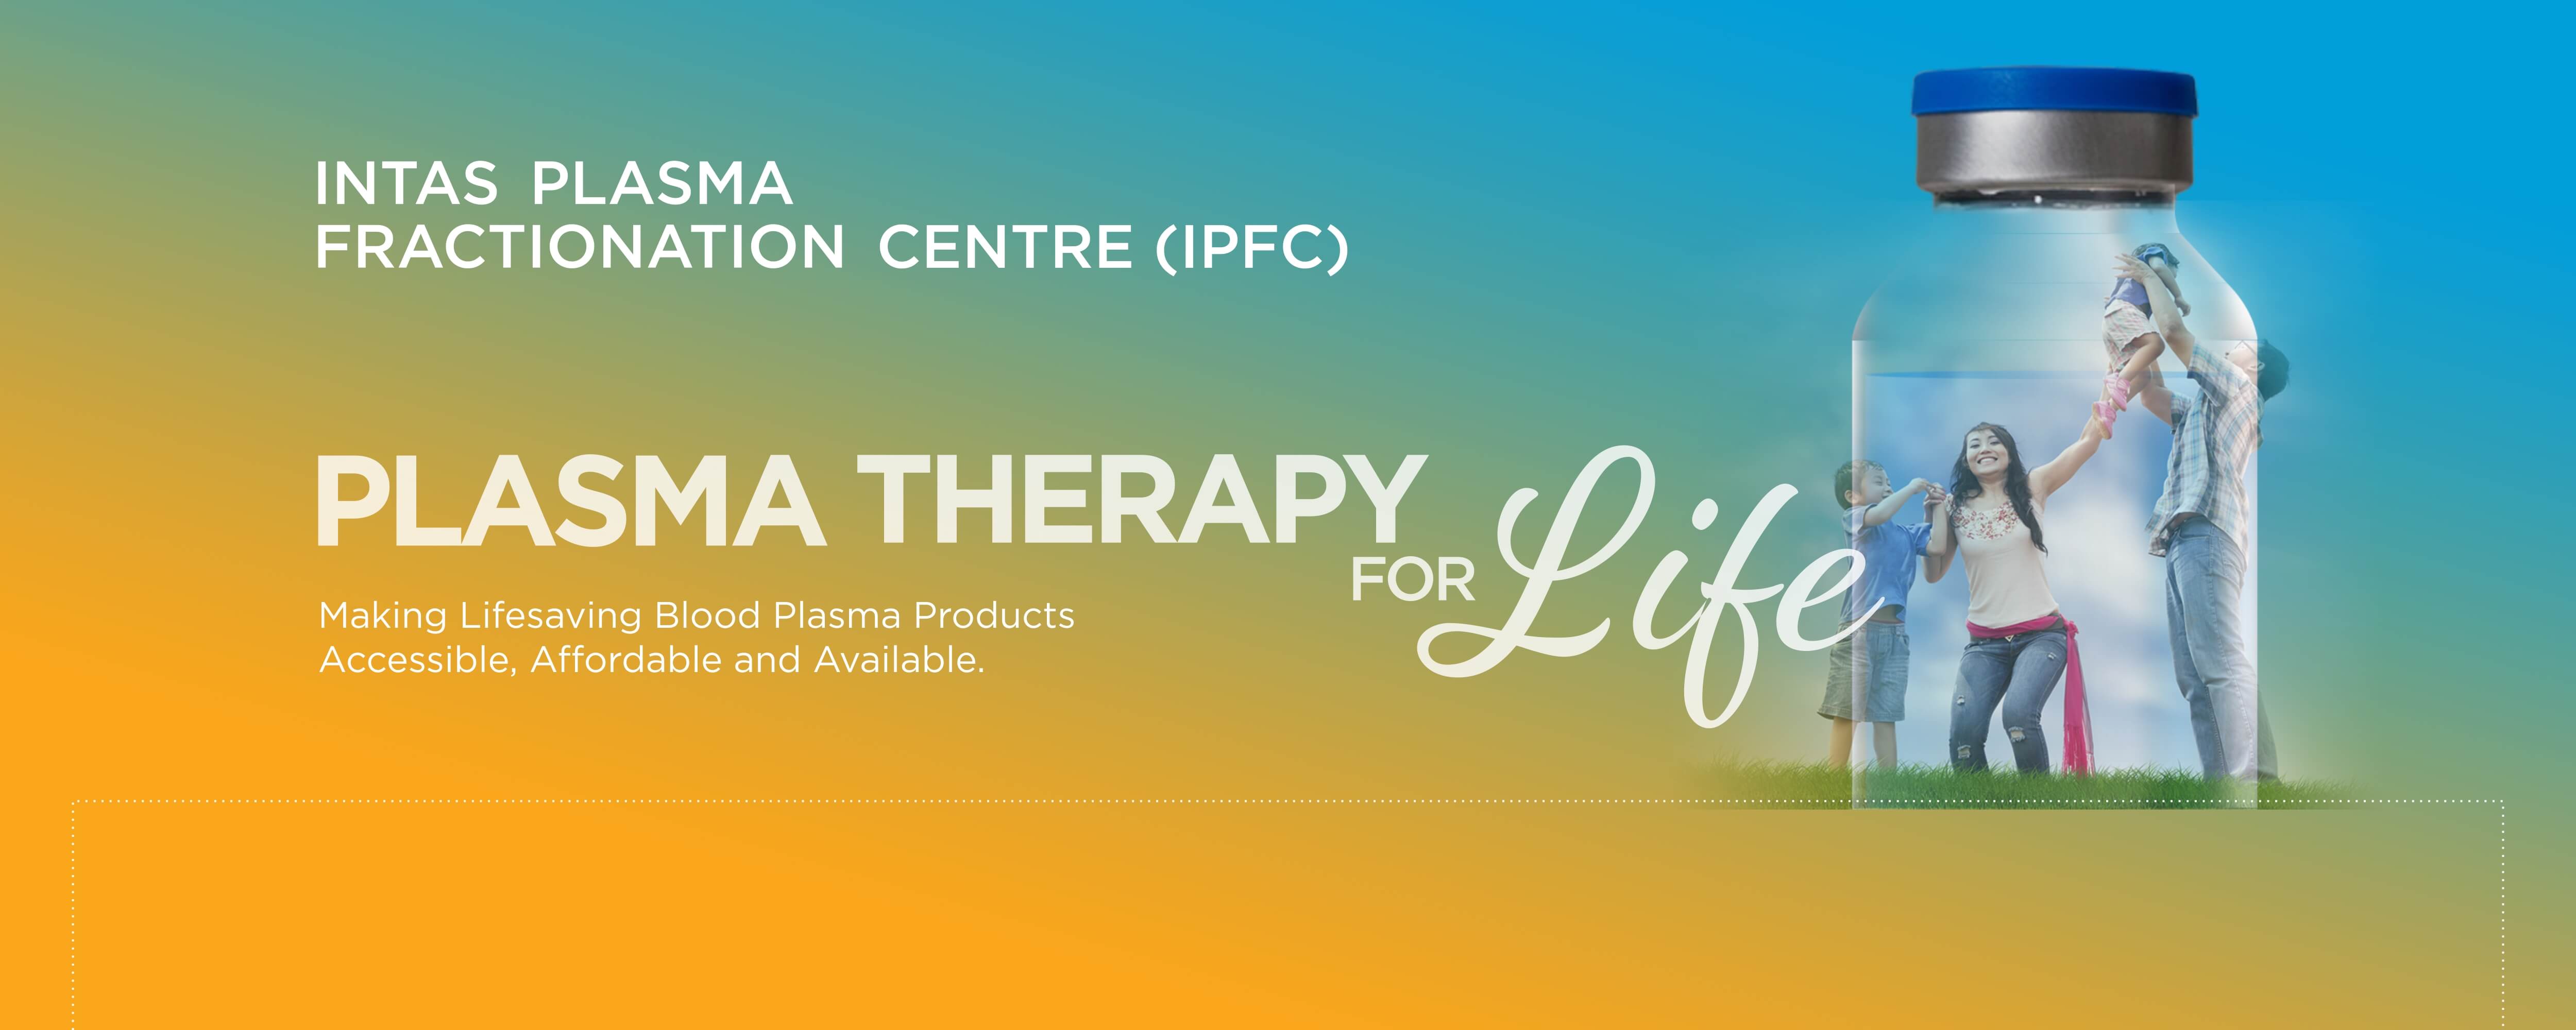 INTAS PLASMA
FRACTIONATION CENTRE (IPFC)
PLASMA THERAPY
FOR Life
Making Lifesaving Blood Plasma Products
Accessible, Affordable and Available.